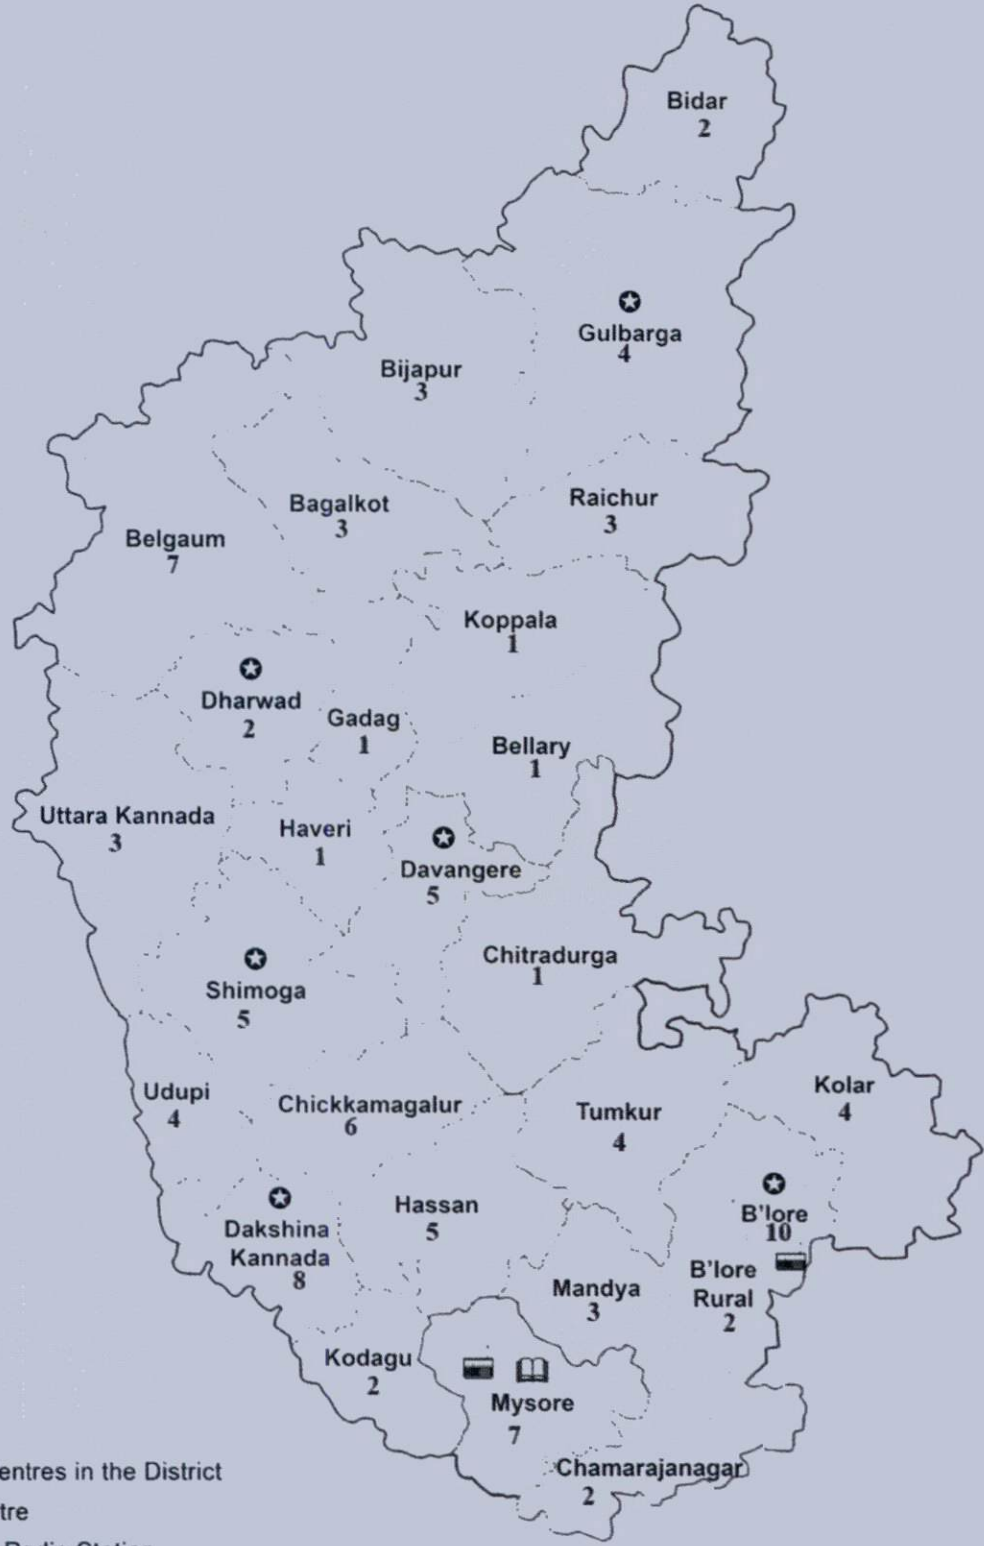 Bidar
2
Gulbarga
4
Bijapur
3
Bagalkot
3
Raichur
3
Belgaum
7
Koppala
1
Dharwad
2
Gadag
1
Bellary
1
Uttara Kannada
3
Haveri
1
Davangere
5
Chitradurga
1
Shimoga
5
Udupi
4
Chickkamagalur
6
Tumkur
4
Kolar
4
Hassan
5
B'lore
10
Dakshina
Kannada
8
B'lore
Rural
2
Mandya
3
Kodagu
2
Mysore
7
Chamarajanagar
2
entres in the District
tre